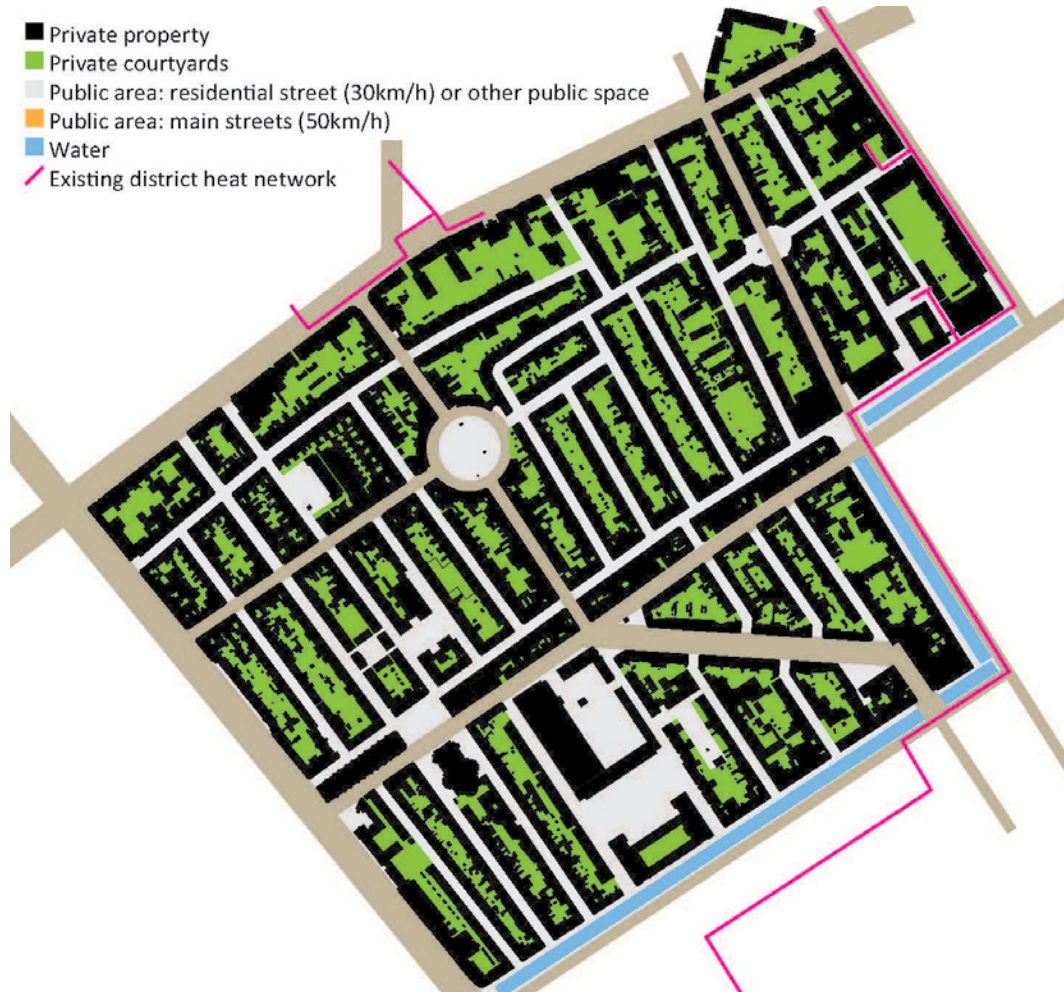 Private property
Private courtyards
Public area: residential street (30km/h) or other public space
Public area: main streets (50km/h)
Water
Existing district heat network